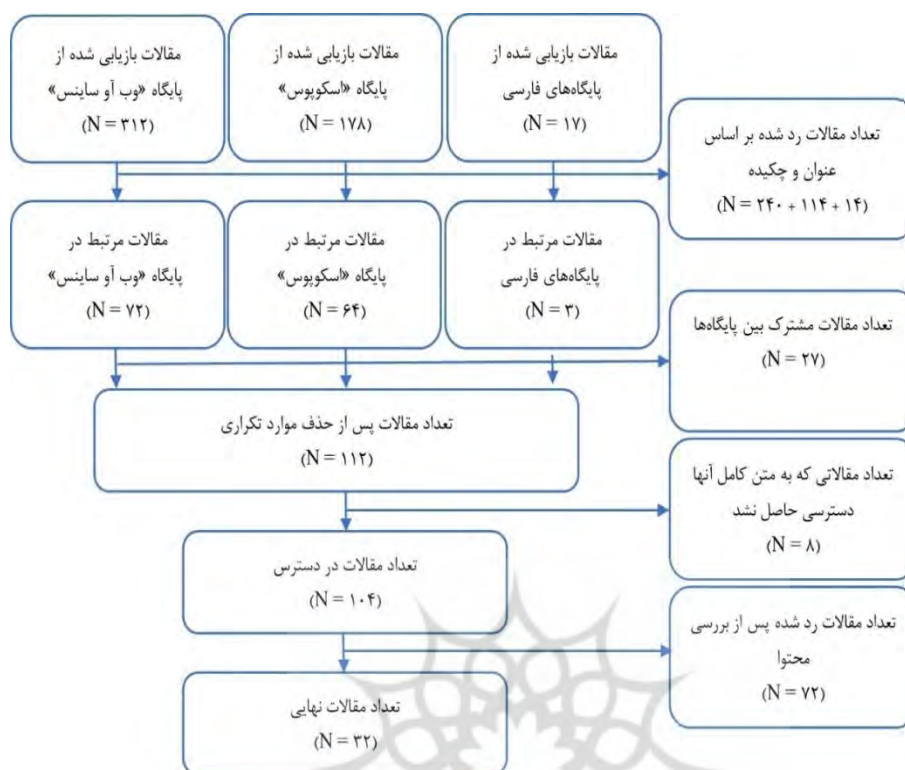 مقالات بازیابی شده از
پایگاه «وب آو ساینس»
(N = ۳۱۲)
مقالات بازیابی شده از
پایگاه «اسکوپوس»
(N = ۱۷۸)
مقالات بازیابی شده از
پایگاه‌های فارسی
(N = ۱۷)
تعداد مقالات رد شده بر اساس
عنوان و چکیده
(N = ۲۴۰ + ۱۱۴ + ۱۴)
مقالات مرتبط در
پایگاه «وب آو ساینس»
(N = ۷۲)
مقالات مرتبط در
پایگاه «اسکوپوس»
(N = ۶۴)
مقالات مرتبط در
پایگاه‌های فارسی
(N = ۳)
تعداد مقالات مشترک بین پایگاه‌ها
(N = ۲۷)
تعداد مقالات پس از حذف موارد تکراری
(N = ۱۱۲)
تعداد مقالاتی که به متن کامل آنها
دسترسی حاصل نشد
(N = ۸)
تعداد مقالات در دسترس
(N = ۱۰۴)
تعداد مقالات رد شده پس از بررسی
محتوا
(N = ۷۲)
تعداد مقالات نهایی
(N = ۳۲)